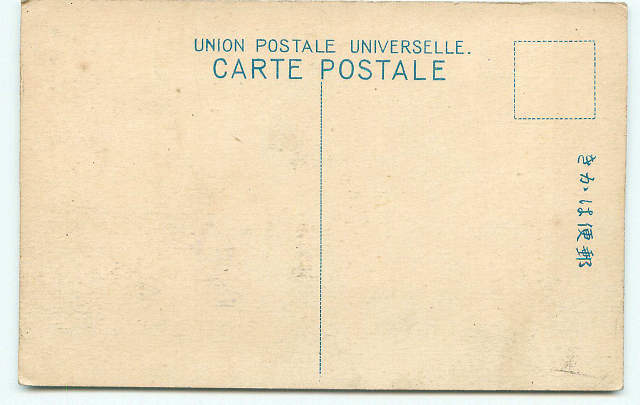 UNION POSTALE UNIVERSELLE.
CARTE POSTALE
郵便はかき